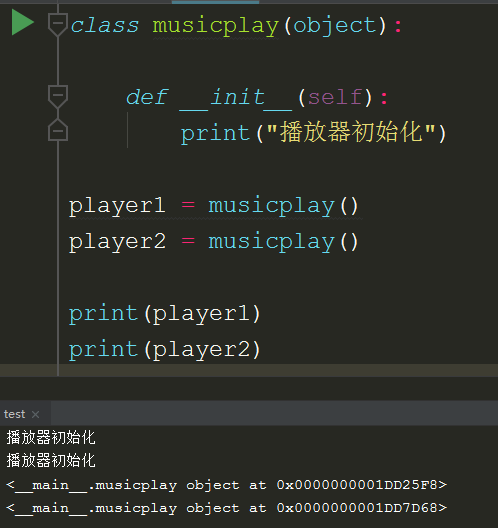 class musicplay(object):
def __init__(self):
print("播放器初始化")
player1 = musicplay()
player2 = musicplay()
print(player1)
print(player2)
test ×
播放器初始化
播放器初始化
<__main__.musicplay object at 0x0000000001DD25F8>
<__main__.musicplay object at 0x0000000001DD7D68>